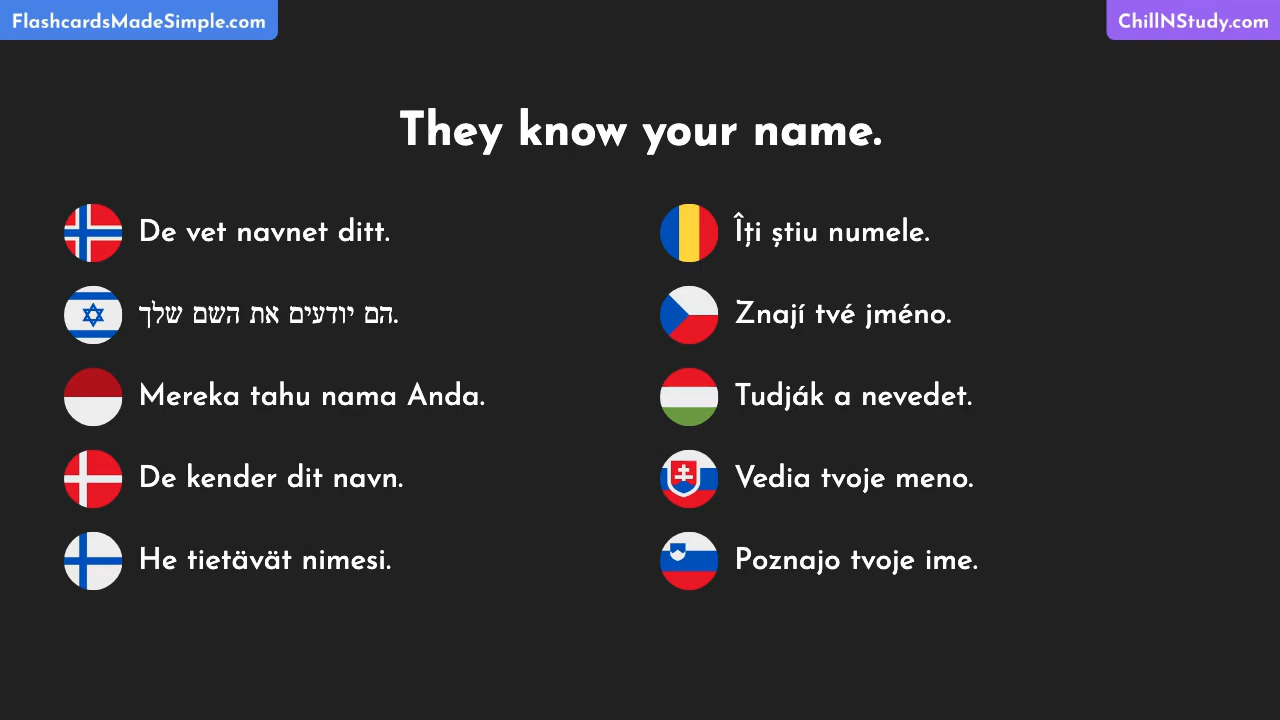 FlashcardsMadeSimple.com
ChillNStudy.com
They know your name.
De vet navnet ditt.
הם יודעים את השם שלך.
Mereka tahu nama Anda.
De kender dit navn.
He tietävät nimesi.
Îți știu numele.
Znají tvé jméno.
Tudják a nevedet.
Vedia tvoje meno.
Poznajo tvoje ime.